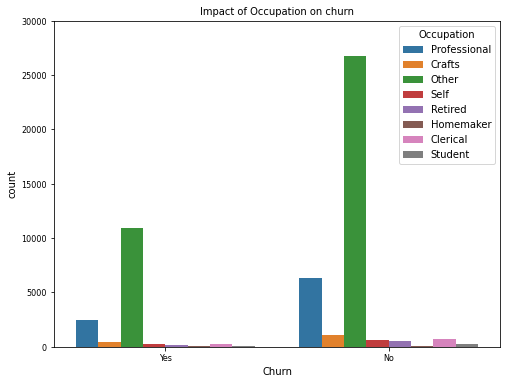 Impact of Occupation on churn
30000
25000
20000
15000
10000
5000
0
count
Occupation
Professional
Crafts
Other
Self
Retired
Homemaker
Clerical
Student
Yes
No
Churn